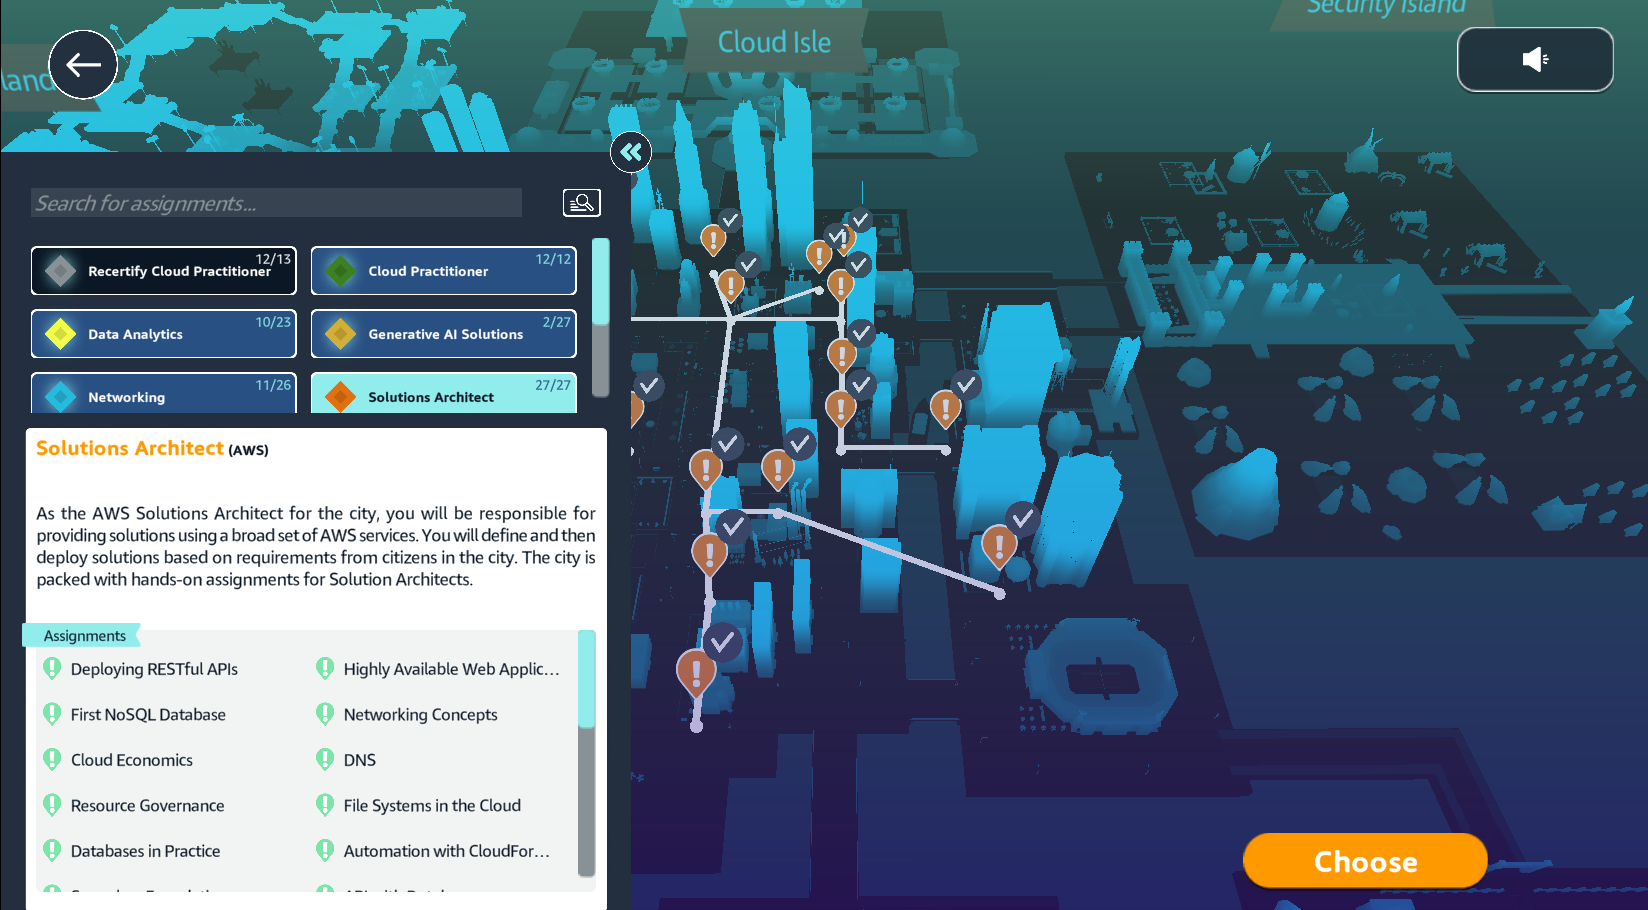 Security Island
Cloud Isle
land
Search for assignments...
12/13
Recertify Cloud Practitioner
12/12
Cloud Practitioner
10/23
Data Analytics
2/27
Generative AI Solutions
11/26
Networking
27/27
Solutions Architect
Solutions Architect (AWS)
As the AWS Solutions Architect for the city, you will be responsible for
providing solutions using a broad set of AWS services. You will define and then
deploy solutions based on requirements from citizens in the city. The city is
packed with hands-on assignments for Solution Architects.
Assignments
Deploying RESTful APIs
Highly Available Web Applic...
First NoSQL Database
Networking Concepts
Cloud Economics
DNS
Resource Governance
File Systems in the Cloud
Databases in Practice
Automation with CloudFor...
Choose